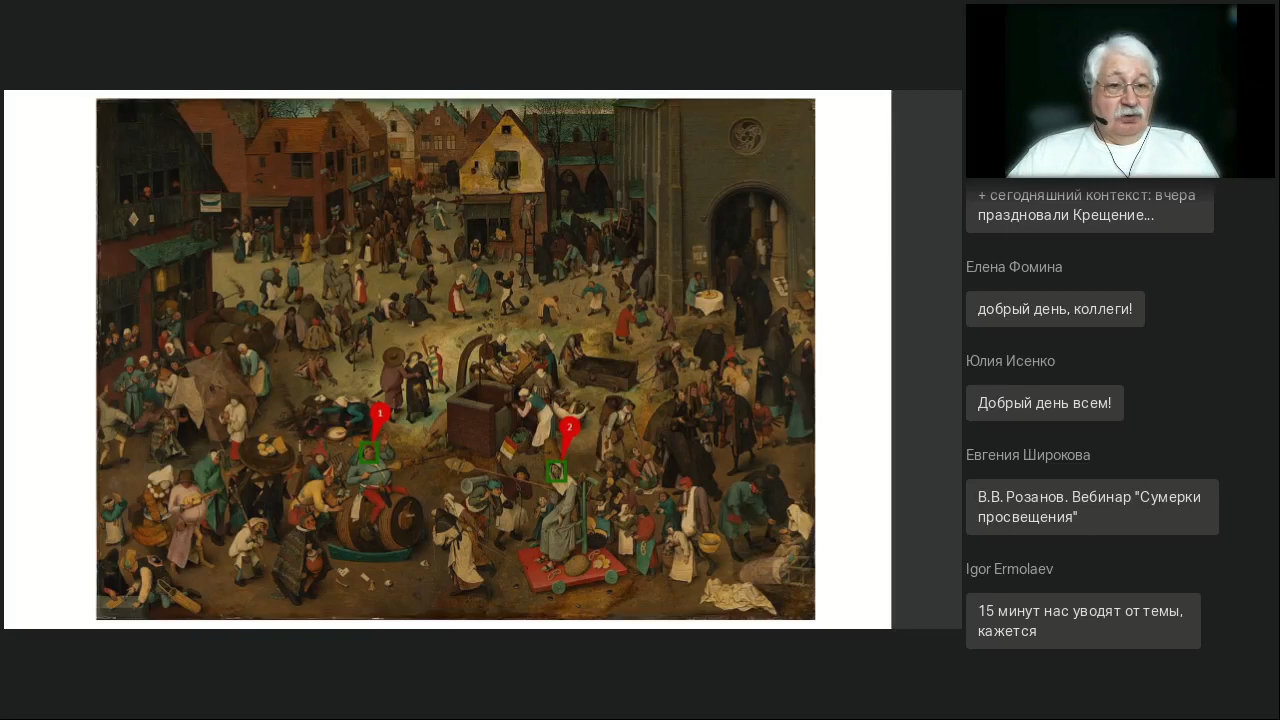 1
2
+ сегодняшний контекст: вчера
праздновали Крещение...
Елена Фомина
добрый день, коллеги!
Юлия Исенко
Добрый день всем!
Евгения Широкова
В.В. Розанов. Вебинар "Сумерки
просвещения"
Igor Ermolaev
15 минут нас уводят от темы,
кажется